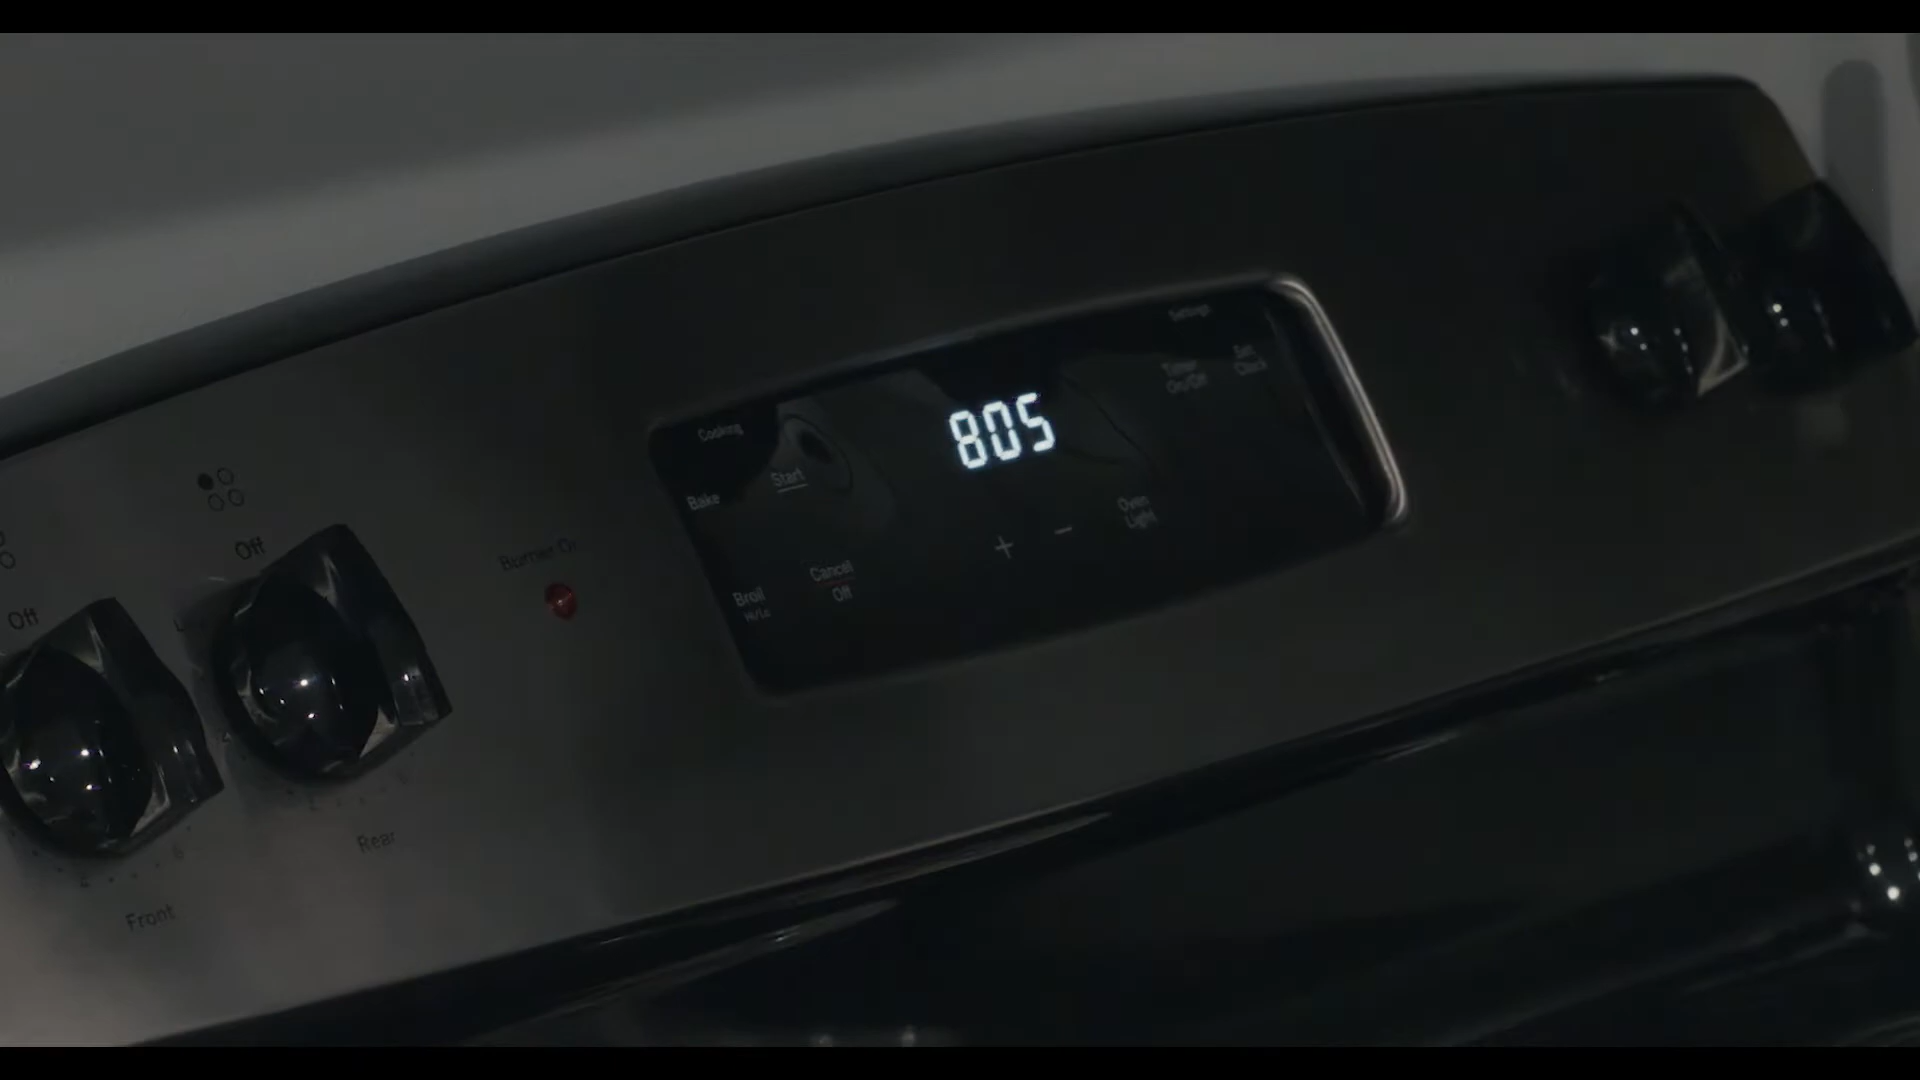 Settings
Timer
On/Off
Set
Clock
805
Cooking
Start
Bake
Oven
Light
+ −
Cancel
Off
Broil
Hi/Lo
Burner On
Off
Off
Rear
Front